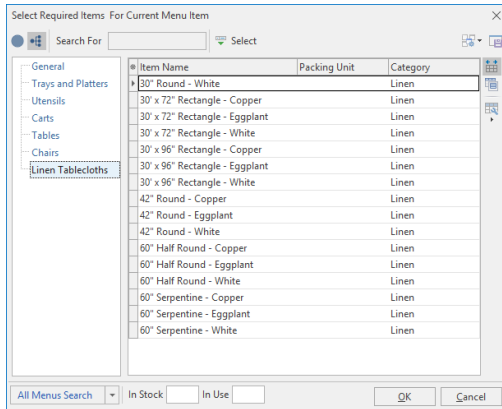 Select Required Items For Current Menu Item
Search For Select
General
Trays and Platters
Utensils
Carts
Tables
Chairs
Linen Tablecloths
Item Name Packing Unit Category
30" Round - White Linen
30' x 72" Rectangle - Copper Linen
30' x 72" Rectangle - Eggplant Linen
30' x 72" Rectangle - White Linen
30' x 96" Rectangle - Copper Linen
30' x 96" Rectangle - Eggplant Linen
30' x 96" Rectangle - White Linen
42" Round - Copper Linen
42" Round - Eggplant Linen
42" Round - White Linen
60" Half Round - Copper Linen
60" Half Round - Eggplant Linen
60" Half Round - White Linen
60" Serpentine - Copper Linen
60" Serpentine - Eggplant Linen
60" Serpentine - White Linen
All Menus Search In Stock In Use OK Cancel